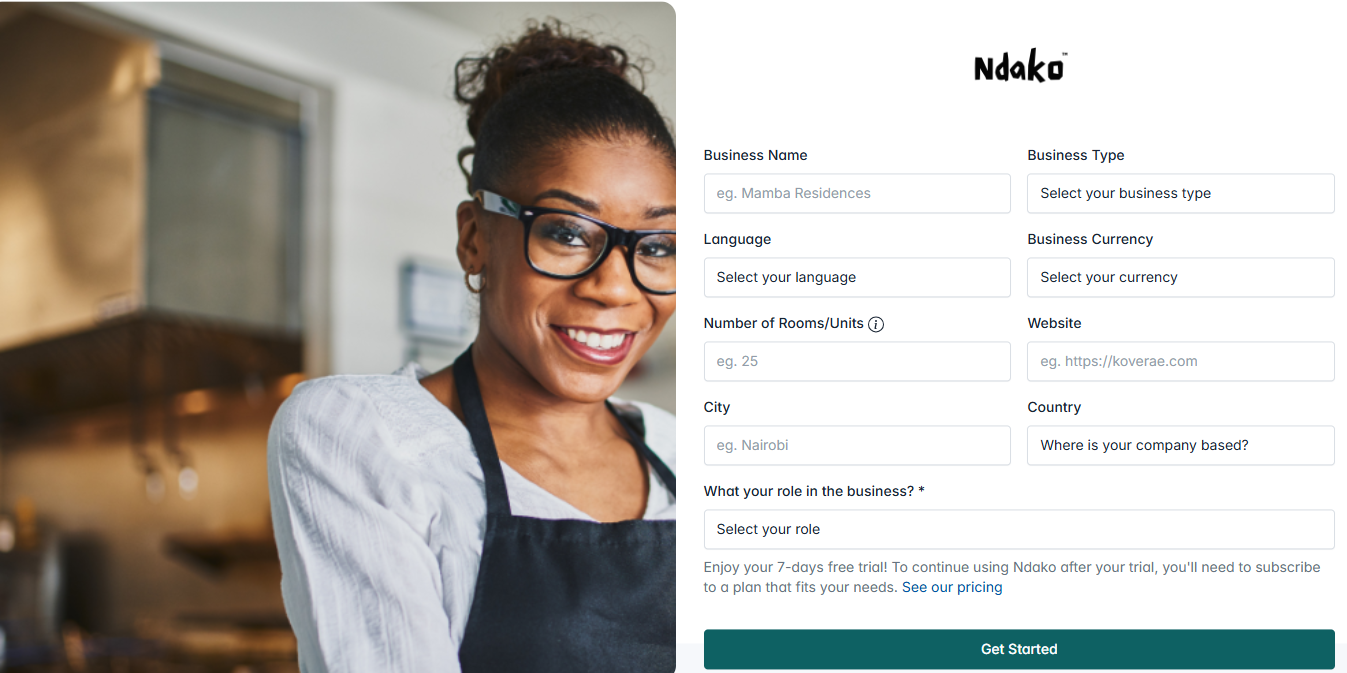 Ndako™
Business Name
Business Type
eg. Mamba Residences
Select your business type
Language
Business Currency
Select your language
Select your currency
Number of Rooms/Units
Website
eg. 25
eg. https://koverae.com
City
Country
eg. Nairobi
Where is your company based?
What your role in the business? *
Select your role
Enjoy your 7-days free trial! To continue using Ndako after your trial, you'll need to subscribe
to a plan that fits your needs. See our pricing
Get Started